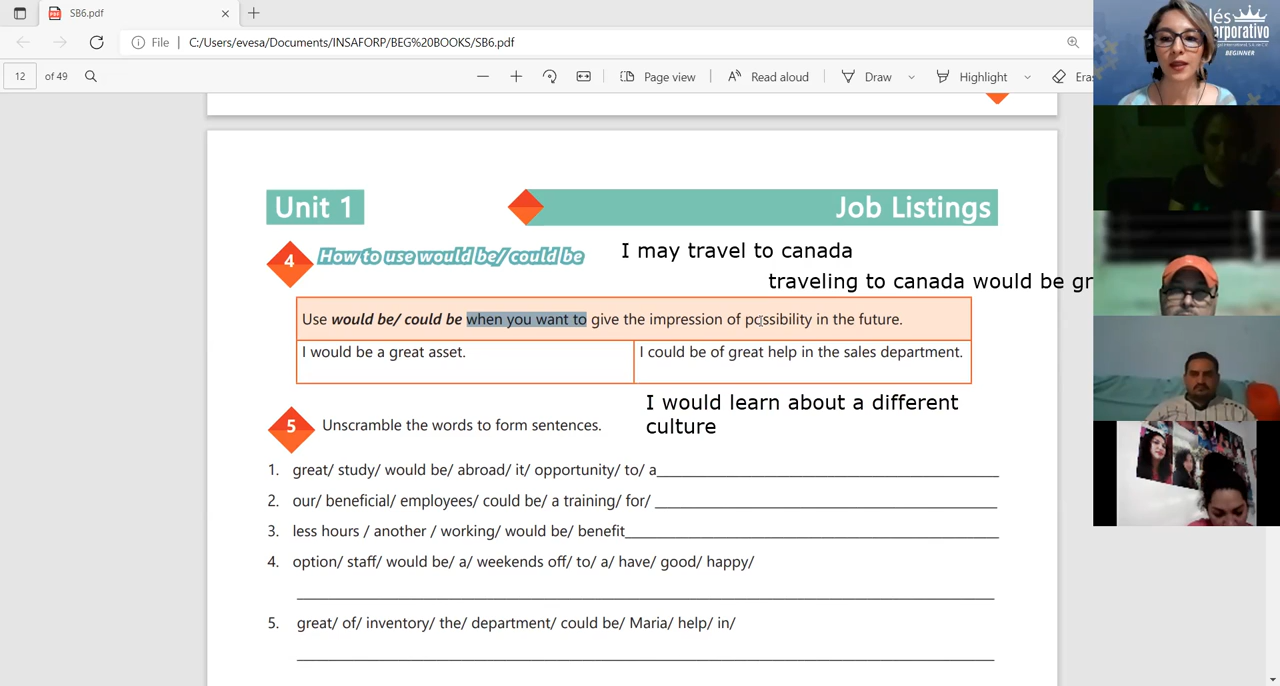 SB6.pdf
File
C:/Users/evesa/Documents/INSAFORP/BEG%20BOOKS/SB6.pdf
12 of 49
Page view
Read aloud
Draw
Highlight
BEGINNER
Unit 1
Job Listings
4
How to use would be/ could be
I may travel to canada
traveling to canada would be gr
Use would be/ could be when you want to give the impression of possibility in the future.
I would be a great asset.
I could be of great help in the sales department.
I would learn about a different
culture
5
Unscramble the words to form sentences.
1. great/ study/ would be/ abroad/ it/ opportunity/ to/ a
2. our/ beneficial/ employees/ could be/ a training/ for/
3. less hours / another / working/ would be/ benefit
4. option/ staff/ would be/ a/ weekends off/ to/ a/ have/ good/ happy/
5. great/ of/ inventory/ the/ department/ could be/ Maria/ help/ in/